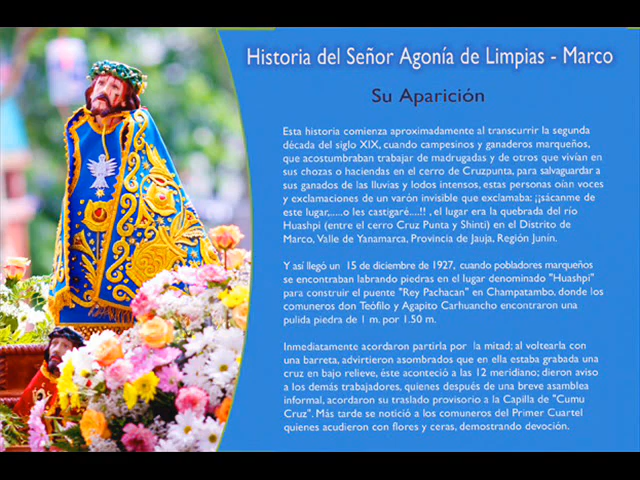 Historia del Señor Agonía de Limpias - Marco
Su Aparición
Esta historia comienza aproximadamente al transcurrir la segunda
década del siglo XIX, cuando campesinos y ganaderos marqueños,
que acostumbraban trabajar de madrugadas y de otros que vivían en
sus chozas o haciendas en el cerro de Cruzpunta, para salvaguardar a
sus ganados de las lluvias y lodos intensos, estas personas oían voces
y exclamaciones de un varón invisible que exclamaba: ¡¡sácanme de
este lugar,.....o les castigaré...!! , el lugar era la quebrada del río
Huashpi (entre el cerro Cruz Punta y Shinti) en el Distrito de
Marco, Valle de Yanamarca, Provincia de Jauja, Región Junín.
Y así llegó un 15 de diciembre de 1927, cuando pobladores marqueños
se encontraban labrando piedras en el lugar denominado "Huashpi"
para construir el puente "Rey Pachacan" en Champatambo, donde los
comuneros don Teófilo y Agapito Carhuancho encontraron una
pulida piedra de 1 m. por 1.50 m.
Inmediatamente acordaron partirla por la mitad; al voltearla con
una barreta, advirtieron asombrados que en ella estaba grabada una
cruz en bajo relieve, éste aconteció a las 12 meridiano; dieron aviso
a los demás trabajadores, quienes después de una breve asamblea
informal, acordaron su traslado provisorio a la Capilla de "Cumu
Cruz". Más tarde se notició a los comuneros del Primer Cuartel
quienes acudieron con flores y ceras, demostrando devoción.